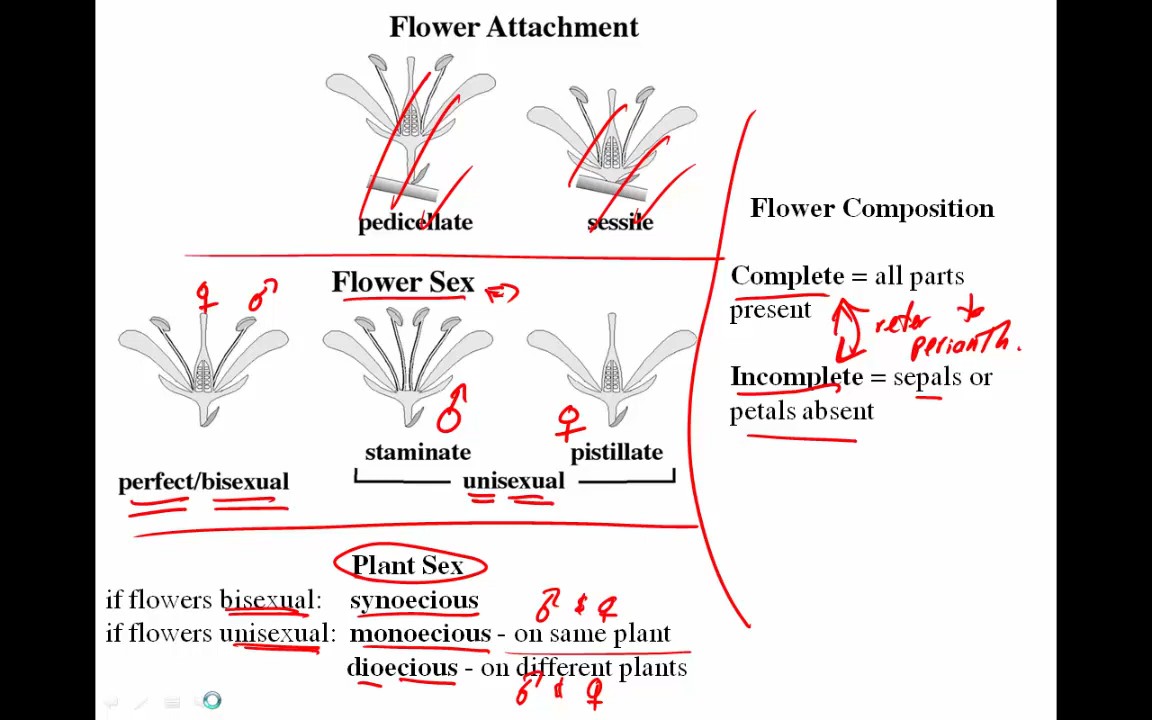 Flower Attachment
pedicellate
sessile
Flower Sex
♀ ♂
♂
♀
staminate
pistillate
perfect/bisexual
unisexual
Plant Sex
if flowers bisexual: synoecious
♂ & ♀
if flowers unisexual: monoecious - on same plant
dioecious - on different plants
♂ & ♀
Flower Composition
Complete = all parts
present
refer to
perianth.
Incomplete = sepals or
petals absent